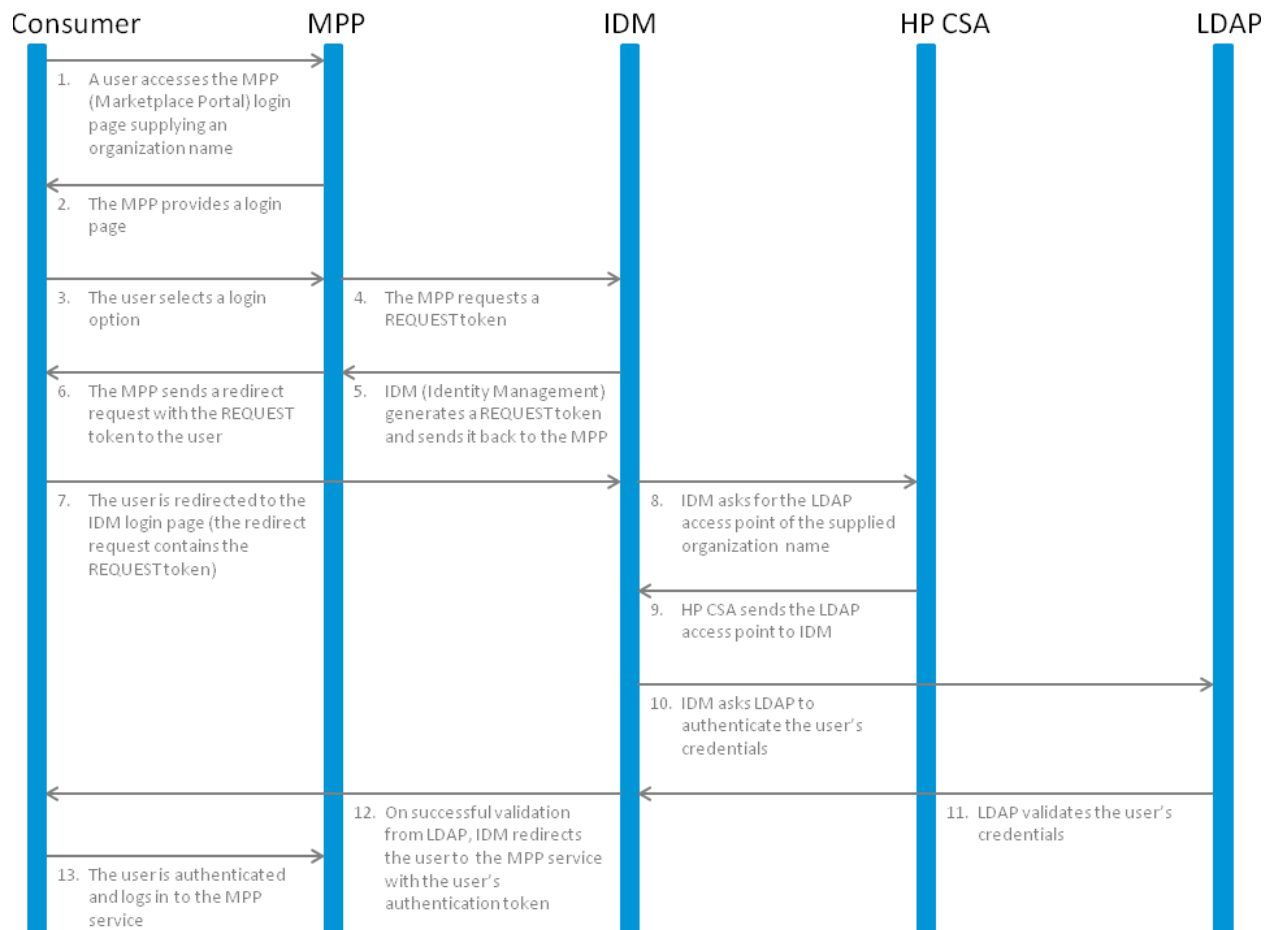 Consumer MPP IDM HP CSA LDAP
1. A user accesses the MPP
(Marketplace Portal) login
page supplying an
organization name
2. The MPP provides a login
page
3. The user selects a login
option
4. The MPP requests a
REQUEST token
6. The MPP sends a redirect
request with the REQUEST
token to the user
5. IDM (Identity Management)
generates a REQUEST token
and sends it back to the MPP
7. The user is redirected to the
IDM login page (the redirect
request contains the
REQUEST token)
8. IDM asks for the LDAP
access point of the supplied
organization name
9. HP CSA sends the LDAP
access point to IDM
10. IDM asks LDAP to
authenticate the user's
credentials
12. On successful validation
from LDAP, IDM redirects
the user to the MPP service
with the user's
authentication token
11. LDAP validates the user's
credentials
13. The user is authenticated
and logs in to the MPP
service